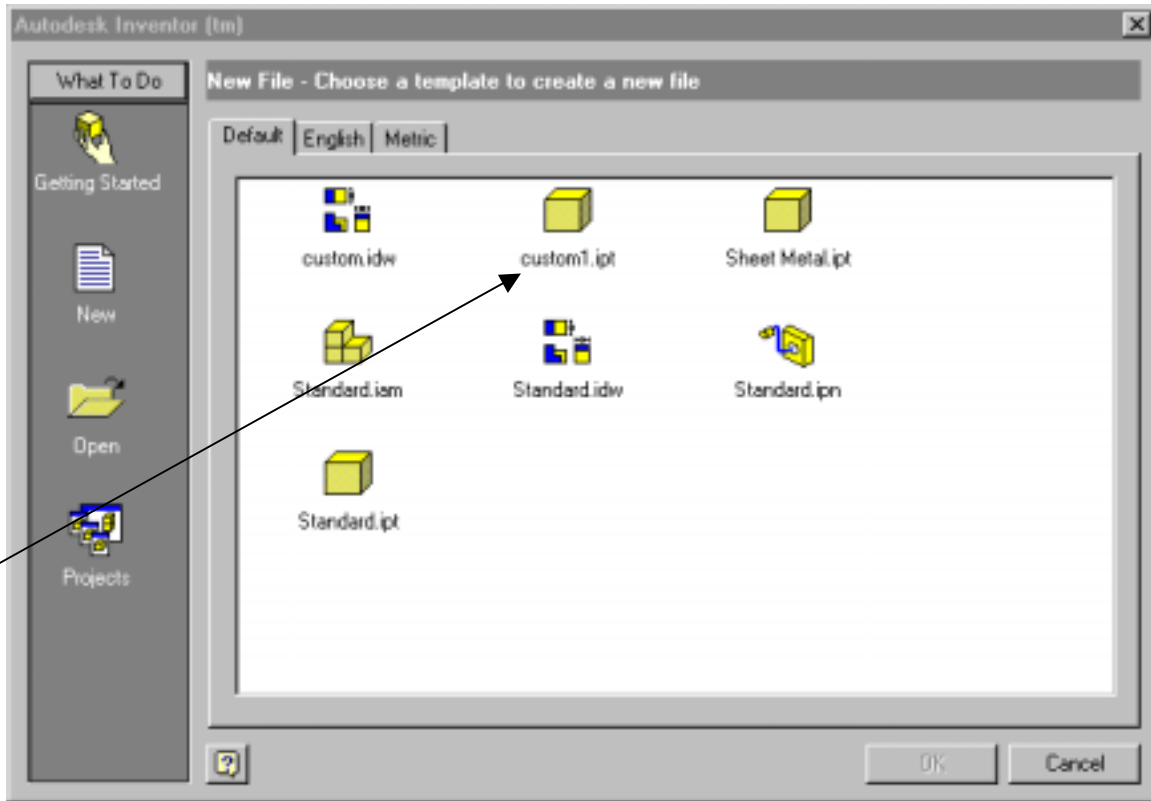 Autodesk Inventor (tm)
What To Do
New File - Choose a template to create a new file
Default English Metric
Getting Started
New
Open
Projects
custom.idw custom1.ipt Sheet Metal.ipt
Standard.iam Standard.idw Standard.ipn
Standard.ipt
OK Cancel